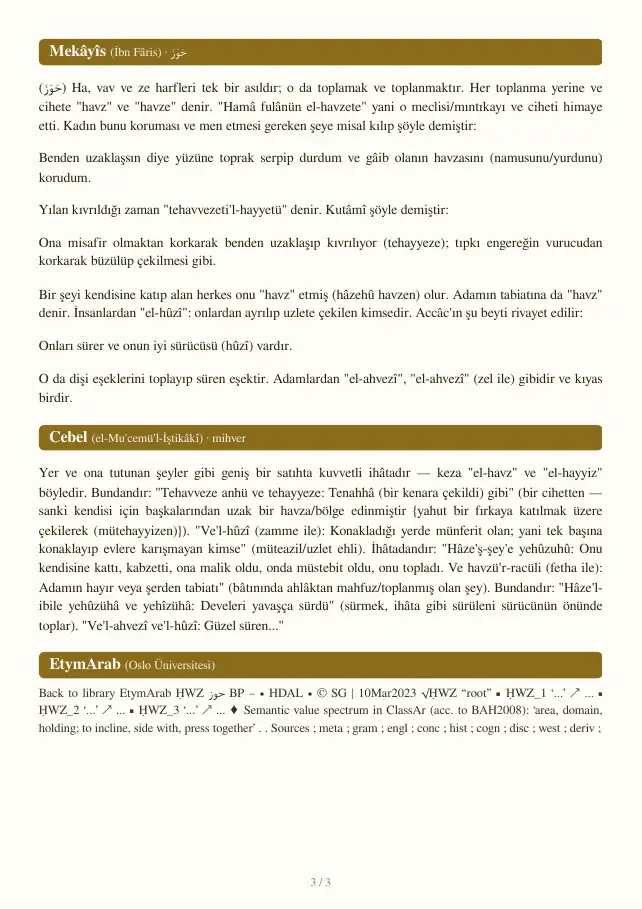 Mekâyîs (İbn Fâris) · حَوَزَ
(حَوَزَ) Ha, vav ve ze harfleri tek bir asıldır; o da toplamak ve toplanmaktır. Her toplanma yerine ve
cihete "havz" ve "havze" denir. "Hamâ fulânün el-havzete" yani o meclisi/mıntıkayı ve ciheti himaye
etti. Kadın bunu koruması ve men etmesi gereken şeye misal kılıp şöyle demiştir:
Benden uzaklaşsın diye yüzüne toprak serpip durdum ve gâib olanın havzasını (namusunu/yurdunu)
korudum.
Yılan kıvrıldığı zaman "tehavvezeti'l-hayyetü" denir. Kutâmî şöyle demiştir:
Ona misafir olmaktan korkarak benden uzaklaşıp kıvrılıyor (tehayyeze); tıpkı engereğin vurucudan
korkarak büzülüp çekilmesi gibi.
Bir şeyi kendisine katıp alan herkes onu "havz" etmiş (hâzehû havzen) olur. Adamın tabiatına da "havz"
denir. İnsanlardan "el-hûzî": onlardan ayrılıp uzlete çekilen kimsedir. Accâc'ın şu beyti rivayet edilir:
Onları sürer ve onun iyi sürücüsü (hûzî) vardır.
O da dişi eşeklerini toplayıp süren eşektir. Adamlardan "el-ahvezî", "el-ahvezî" (zel ile) gibidir ve kıyas
birdir.
Cebel (el-Mu'cemü'l-İştikâkî) · mihver
Yer ve ona tutunan şeyler gibi geniş bir satıhta kuvvetli ihâtadır — keza "el-havz" ve "el-hayyiz"
böyledir. Bundandır: "Tehavveze anhü ve tehayyeze: Tenahhâ (bir kenara çekildi) gibi" (bir cihetten —
sanki kendisi için başkalarından uzak bir havza/bölge edinmiştir {yahut bir fırkaya katılmak üzere
çekilerek (mütehayyizen)}). "Ve'l-hûzî (zamme ile): Konakladığı yerde münferit olan; yani tek başına
konaklayıp evlere karışmayan kimse" (müteazil/uzlet ehli). İhâtadandır: "Hâze'ş-şey'e yehûzuhû: Onu
kendisine kattı, kabzetti, ona malik oldu, onda müstebit oldu, onu topladı. Ve havzü'r-racüli (fetha ile):
Adamın hayır veya şerden tabiatı" (bâtınında ahlâktan mahfuz/toplanmış olan şey). Bundandır: "Hâze'l-
ibile yehûzühâ ve yehîzühâ: Develeri yavaşça sürdü" (sürmek, ihâta gibi sürüleni sürücünün önünde
toplar). "Ve'l-ahvezî ve'l-hûzî: Güzel süren..."
EtymArab (Oslo Üniversitesi)
Back to library EtymArab ḤWZ حوز BP – • HDAL • © SG | 10Mar2023 √ḤWZ “root” ▪ ḤWZ_1 ‘...’ ↗ ... ▪
ḤWZ_2 ‘...’ ↗ ... ▪ ḤWZ_3 ‘...’ ↗ ... ♦ Semantic value spectrum in ClassAr (acc. to BAH2008): ‘area, domain,
holding; to incline, side with, press together’ . . Sources ; meta ; gram ; engl ; conc ; hist ; cogn ; disc ; west ; deriv ;
3 / 3